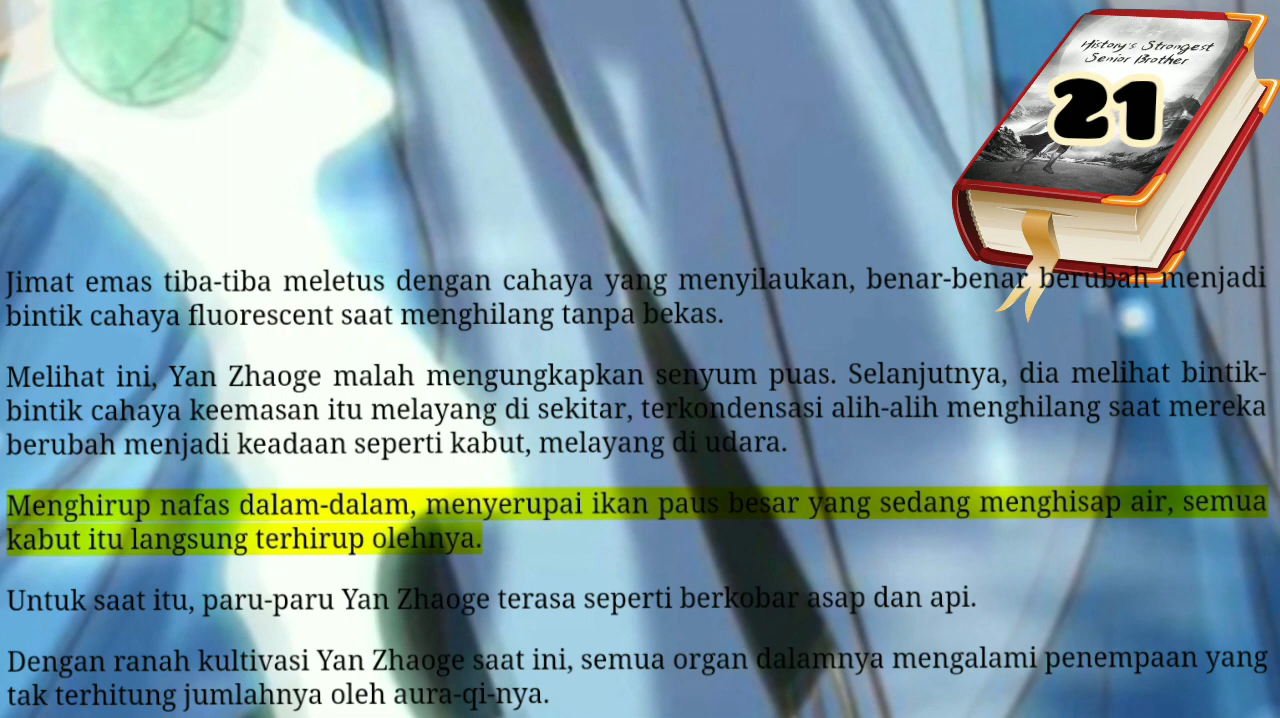 History's Strongest
Senior Brother
21
Jimat emas tiba-tiba meletus dengan cahaya yang menyilaukan, benar-benar berubah menjadi
bintik cahaya fluorescent saat menghilang tanpa bekas.
Melihat ini, Yan Zhaoge malah mengungkapkan senyum puas. Selanjutnya, dia melihat bintik-
bintik cahaya keemasan itu melayang di sekitar, terkondensasi alih-alih menghilang saat mereka
berubah menjadi keadaan seperti kabut, melayang di udara.
Menghirup nafas dalam-dalam, menyerupai ikan paus besar yang sedang menghisap air, semua
kabut itu langsung terhirup olehnya.
Untuk saat itu, paru-paru Yan Zhaoge terasa seperti berkobar asap dan api.
Dengan ranah kultivasi Yan Zhaoge saat ini, semua organ dalamnya mengalami penempaan yang
tak terhitung jumlahnya oleh aura-qi-nya.